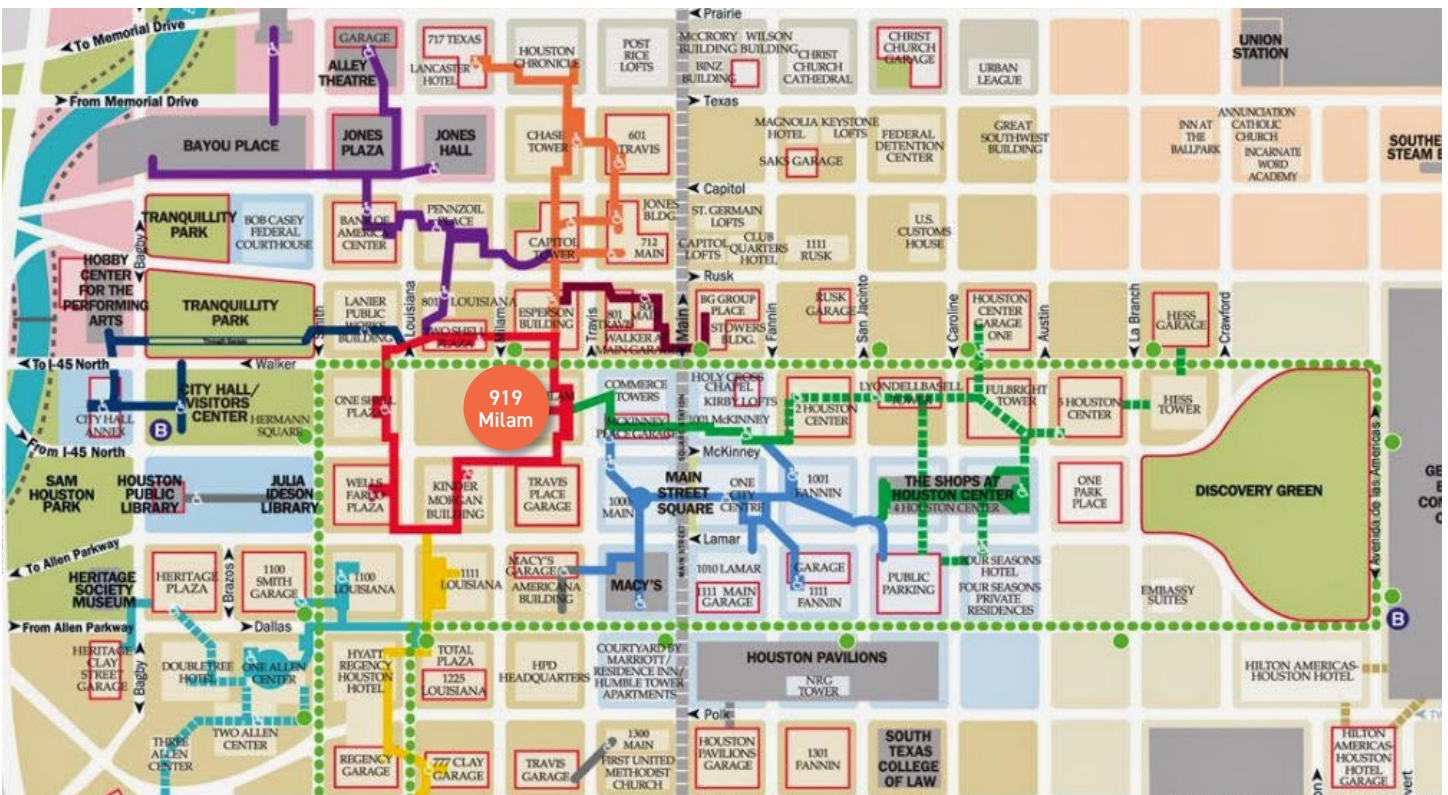 Prairie
To Memorial Drive
GARAGE
ALLEY
THEATRE
717 TEXAS
LANCASTER
HOTEL
HOUSTON
CHRONICLE
POST
RICE
LOFTS
McCRORY
BUILDING
WILSON
BUILDING
BINZ
BUILDING
CHRIST
CHURCH
CATHEDRAL
CHRIST
CHURCH
GARAGE
URBAN
LEAGUE
UNION
STATION
From Memorial Drive
Texas
BAYOU PLACE
JONES
PLAZA
JONES
HALL
CHASE
TOWER
601
TRAVIS
MAGNOLIA
HOTEL
KEYSTONE
LOFTS
SAKS GARAGE
FEDERAL
DETENTION
CENTER
GREAT
SOUTHWEST
BUILDING
INN AT
THE
BALLPARK
ANNUNCIATION
CATHOLIC
CHURCH
INCARNATE
WORD
ACADEMY
Capitol
TRANQUILLITY
PARK
BOB CASEY
FEDERAL
COURTHOUSE
BANK OF
AMERICA
CENTER
PENNZOIL
PLACE
CAPITOL
TOWER
JONES
BLDG.
712
MAIN
ST. GERMAIN
LOFTS
CAPITOL
LOFTS
CLUB
QUARTERS
HOTEL
1111
RUSK
U.S.
CUSTOMS
HOUSE
Bagby
Rusk
HOBBY
CENTER
FOR THE
PERFORMING
ARTS
TRANQUILLITY
PARK
Smith
LANIER
PUBLIC
WORKS
BUILDING
Louisiana
801 LOUISIANA
TWO SHELL
PLAZA
Milam
ESPERSON
BUILDING
Travis
801
TRAVIS
WALKER AT
MAIN GARAGE
Main
BG GROUP
PLACE
STOWERS
BLDG.
Fannin
RUSK
GARAGE
San Jacinto
Caroline
HOUSTON
CENTER
GARAGE
ONE
Austin
La Branch
HESS
GARAGE
Crawford
To I-45 North
Walker
CITY HALL
ANNEX
CITY HALL/
VISITORS
CENTER
HERMANN
SQUARE
B
ONE SHELL
PLAZA
919
Milam
COMMERCE
TOWERS
MCKINNEY
PLACE GARAGE
HOLY CROSS
CHAPEL
KIRBY LOFTS
1001 McKINNEY
2 HOUSTON
CENTER
LYONDELLBASELL
TOWER
FULBRIGHT
TOWER
5 HOUSTON
CENTER
HESS
TOWER
From I-45 North
McKinney
SAM
HOUSTON
PARK
HOUSTON
PUBLIC
LIBRARY
JULIA
IDESON
LIBRARY
WELLS
FARGO
PLAZA
KINDER
MORGAN
BUILDING
TRAVIS
PLACE
GARAGE
1000
MAIN
MAIN
STREET
SQUARE
ONE
CITY
CENTRE
1001
FANNIN
THE SHOPS AT
HOUSTON CENTER
4 HOUSTON CENTER
ONE
PARK
PLACE
DISCOVERY GREEN
Avenida de las Americas
To Allen Parkway
Lamar
HERITAGE
SOCIETY
MUSEUM
HERITAGE
PLAZA
Brazos
1100
SMITH
GARAGE
1100
LOUISIANA
1111
LOUISIANA
MACY'S
GARAGE
AMERICANA
BUILDING
MACY'S
MAIN STREET
1010 LAMAR
1111 MAIN
GARAGE
GARAGE
1111
FANNIN
PUBLIC
PARKING
FOUR SEASONS
HOTEL
FOUR SEASONS
PRIVATE
RESIDENCES
EMBASSY
SUITES
B
From Allen Parkway
Dallas
HERITAGE
CLAY
STREET
GARAGE
Bagby
DOUBLETREE
HOTEL
ONE ALLEN
CENTER
HYATT
REGENCY
HOUSTON
HOTEL
TOTAL
PLAZA
1225
LOUISIANA
HPD
HEADQUARTERS
COURTYARD BY
MARRIOTT/
RESIDENCE INN/
HUMBLE TOWER
APARTMENTS
HOUSTON PAVILIONS
NRG
TOWER
HILTON AMERICAS-
HOUSTON HOTEL
Polk
THREE
ALLEN
CENTER
TWO ALLEN
CENTER
REGENCY
GARAGE
777 CLAY
GARAGE
TRAVIS
GARAGE
1300
MAIN
FIRST UNITED
METHODIST
CHURCH
HOUSTON
PAVILIONS
GARAGE
1301
FANNIN
SOUTH
TEXAS
COLLEGE
OF LAW
HILTON
AMERICAS-
HOUSTON
HOTEL
GARAGE